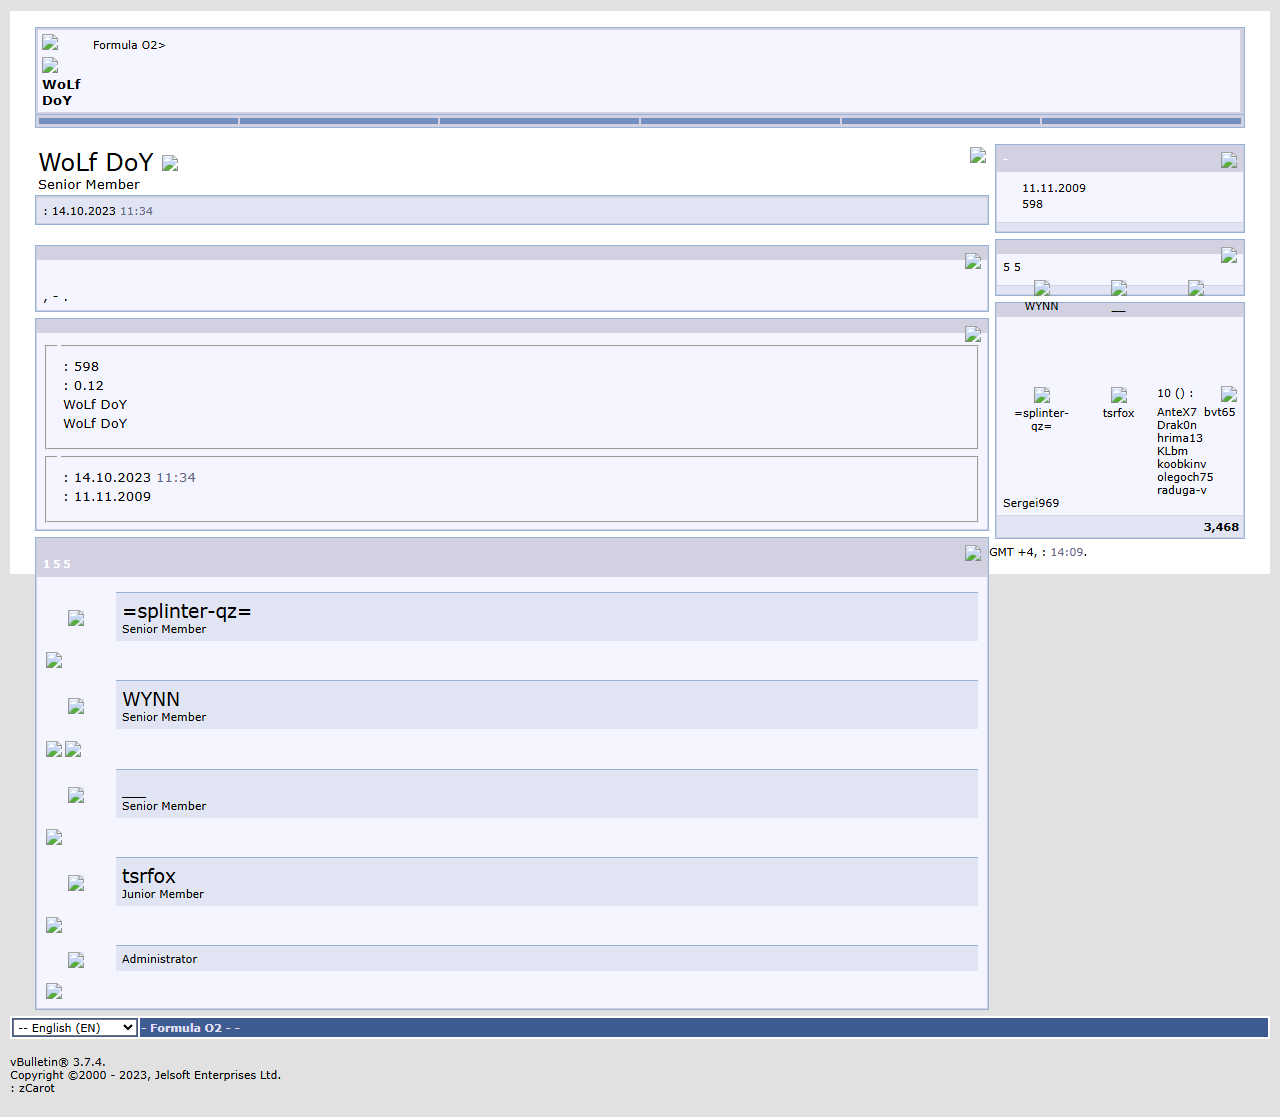 Formula O2>
WoLf DoY
WoLf DoY
Senior Member
: 14.10.2023 11:34
, - .
: 598
: 0.12
WoLf DoY
WoLf DoY
: 14.10.2023 11:34
: 11.11.2009
1 5 5
=splinter-qz=
Senior Member
WYNN
Senior Member
___
Senior Member
tsrfox
Junior Member
Administrator
-
11.11.2009
598
5 5
WYNN
__
=splinter-qz=
tsrfox
10 () :
AnteX7 bvt65
Drak0n
hrima13
KLbm
koobkinv
olegoch75
raduga-v
Sergei969
3,468
GMT +4, : 14:09.
-- English (EN)
- Formula O2 - -
vBulletin® 3.7.4.
Copyright ©2000 - 2023, Jelsoft Enterprises Ltd.
: zCarot